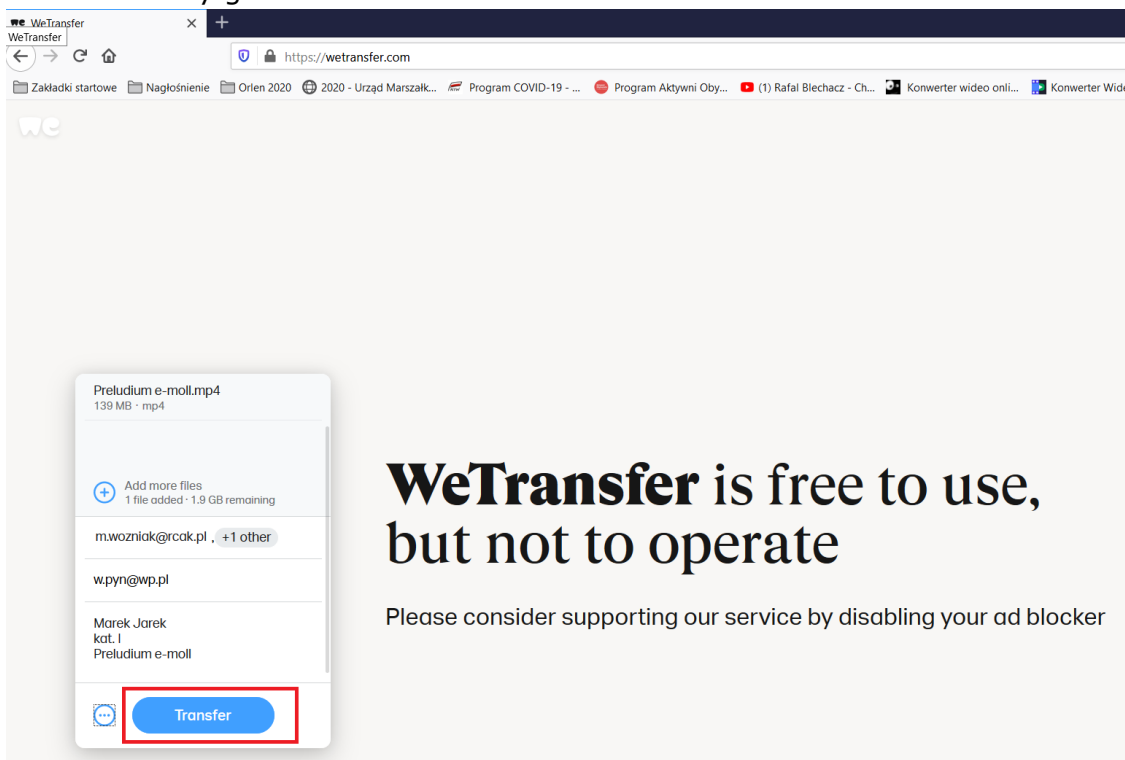 WeTransfer
WeTransfer
https://wetransfer.com
Zakładki startowe Nagłośnienie Orlen 2020 2020 - Urząd Marszałk... Program COVID-19 - ... Program Aktywni Oby... (1) Rafal Blechacz - Ch... Konwerter wideo onli... Konwerter Wide
we
Preludium e-moll.mp4
139 MB · mp4
Add more files
1 file added · 1.9 GB remaining
m.wozniak@rcak.pl , +1 other
w.pyn@wp.pl
Marek Jarek
kat. I
Preludium e-moll
Transfer
WeTransfer is free to use,
but not to operate
Please consider supporting our service by disabling your ad blocker